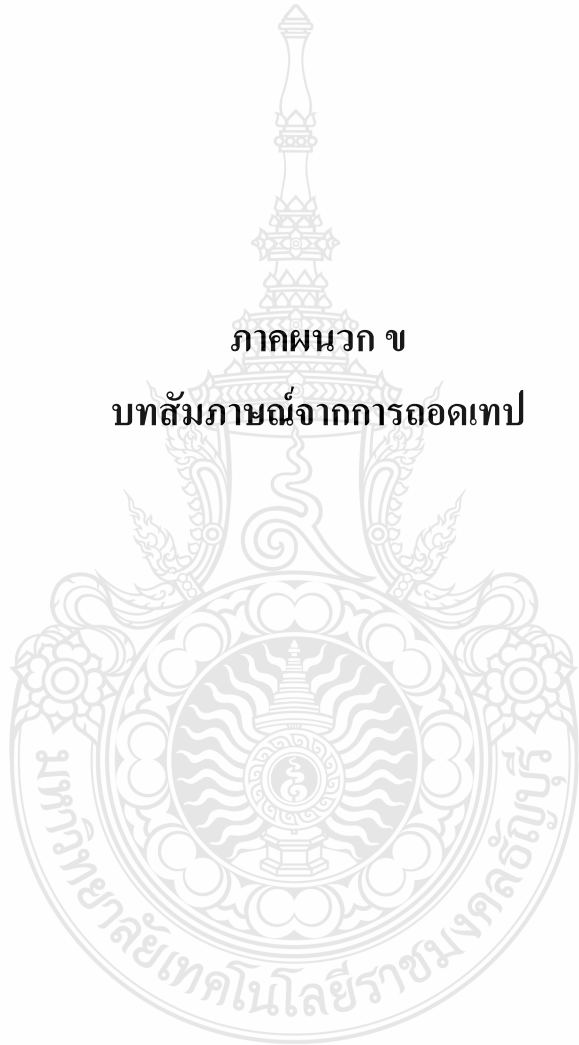 ภาคผนวก ข
บทสัมภาษณ์จากการถอดเทป
มหาวิทยาลัยเทคโนโลยีราชมงคลธัญบุรี